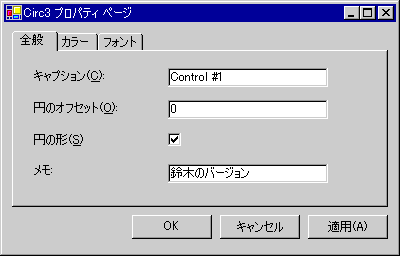 Circ3 プロパティ ページ
全般 カラー フォント
キャプション(C): Control #1
円のオフセット(O): 0
円の形(S)
メモ: 鈴木のバージョン
OK キャンセル 適用(A)